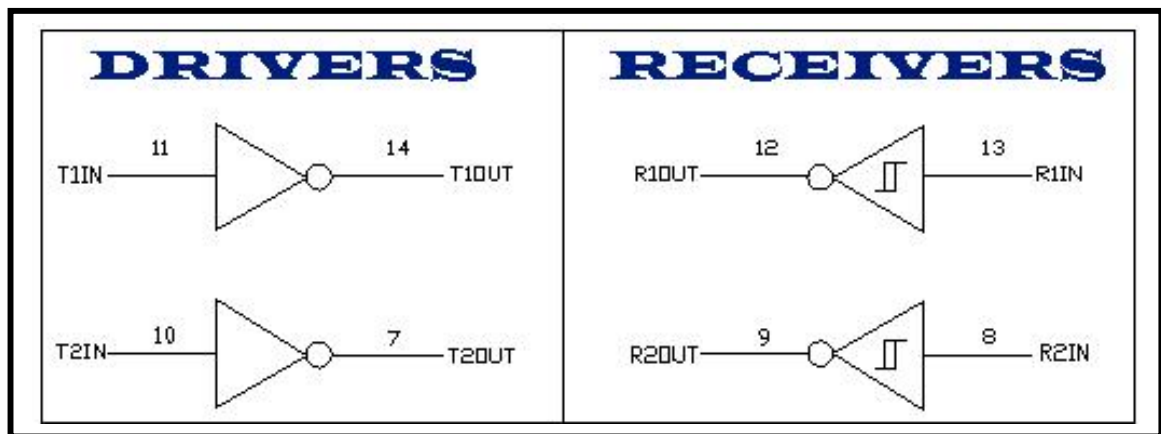 DRIVERS
T1IN 11 14 T1OUT
T2IN 10 7 T2OUT
RECEIVERS
R1OUT 12 13 R1IN
R2OUT 9 8 R2IN